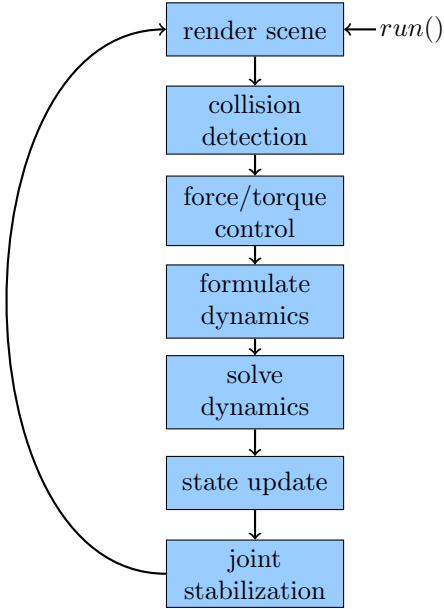 render scene
run()
collision
detection
force/torque
control
formulate
dynamics
solve
dynamics
state update
joint
stabilization